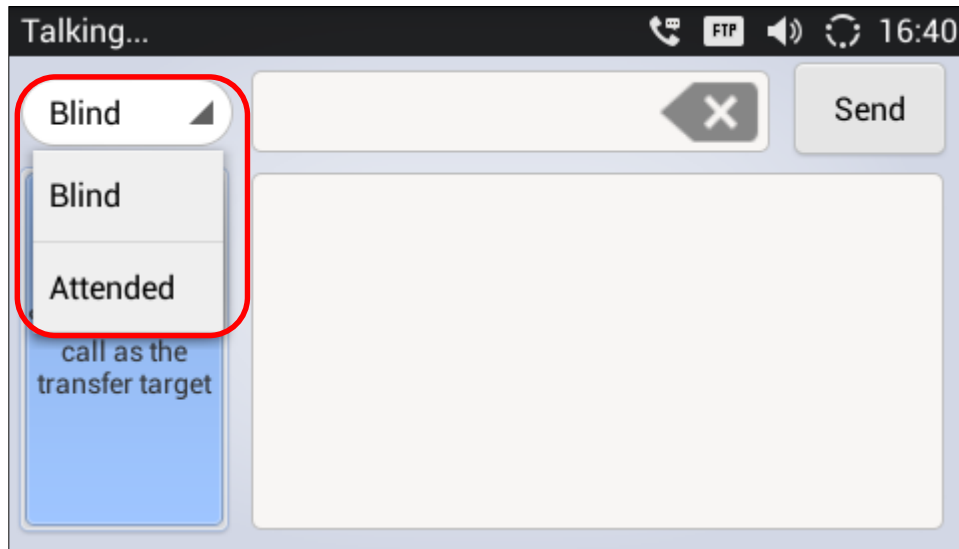 Talking...
FTP
16:40
Blind
Send
Blind
Attended
call as the
transfer target